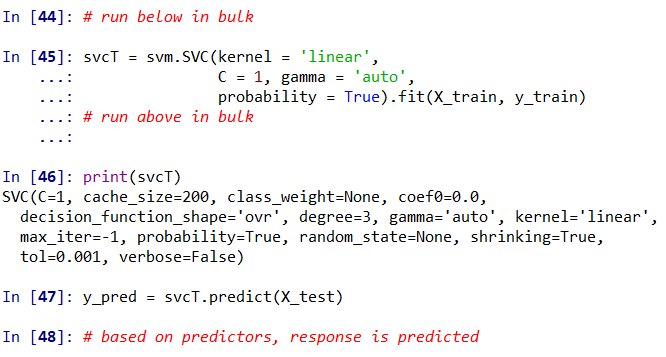 In [44]: # run below in bulk
In [45]: svcT = svm.SVC(kernel = 'linear',
...: C = 1, gamma = 'auto',
...: probability = True).fit(X_train, y_train)
...: # run above in bulk
...:
In [46]: print(svcT)
SVC(C=1, cache_size=200, class_weight=None, coef0=0.0,
decision_function_shape='ovr', degree=3, gamma='auto', kernel='linear',
max_iter=-1, probability=True, random_state=None, shrinking=True,
tol=0.001, verbose=False)
In [47]: y_pred = svcT.predict(X_test)
In [48]: # based on predictors, response is predicted